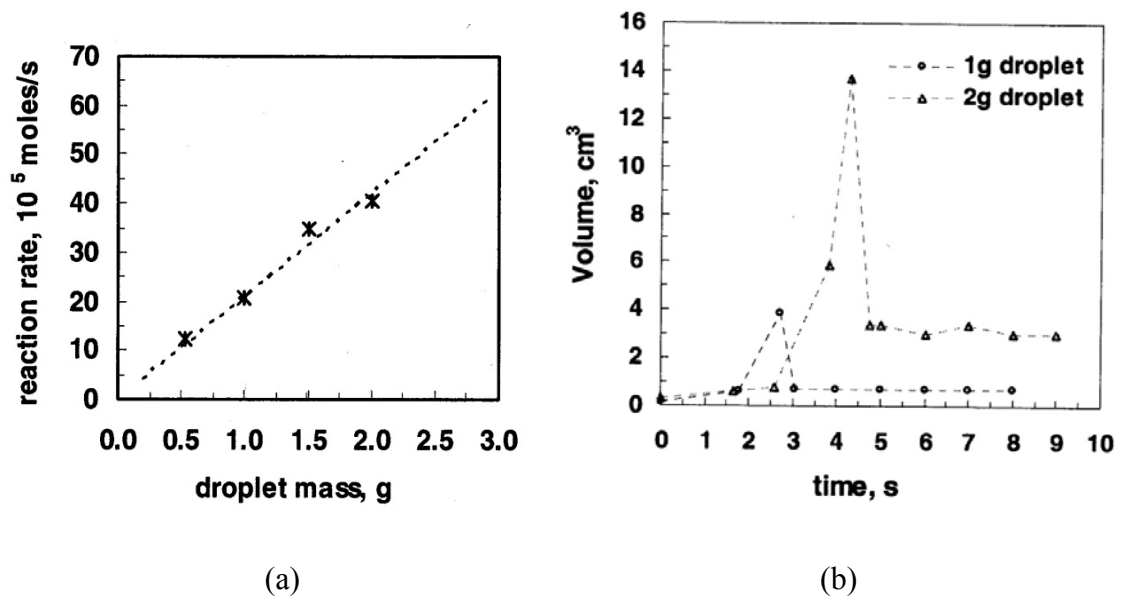 70
60
50
40
30
20
10
0
0.0 0.5 1.0 1.5 2.0 2.5 3.0
reaction rate, 10 5 moles/s
droplet mass, g
(a)
16
14
12
10
8
6
4
2
0
0 1 2 3 4 5 6 7 8 9 10
Volume, cm3
time, s
1g droplet
2g droplet
(b)